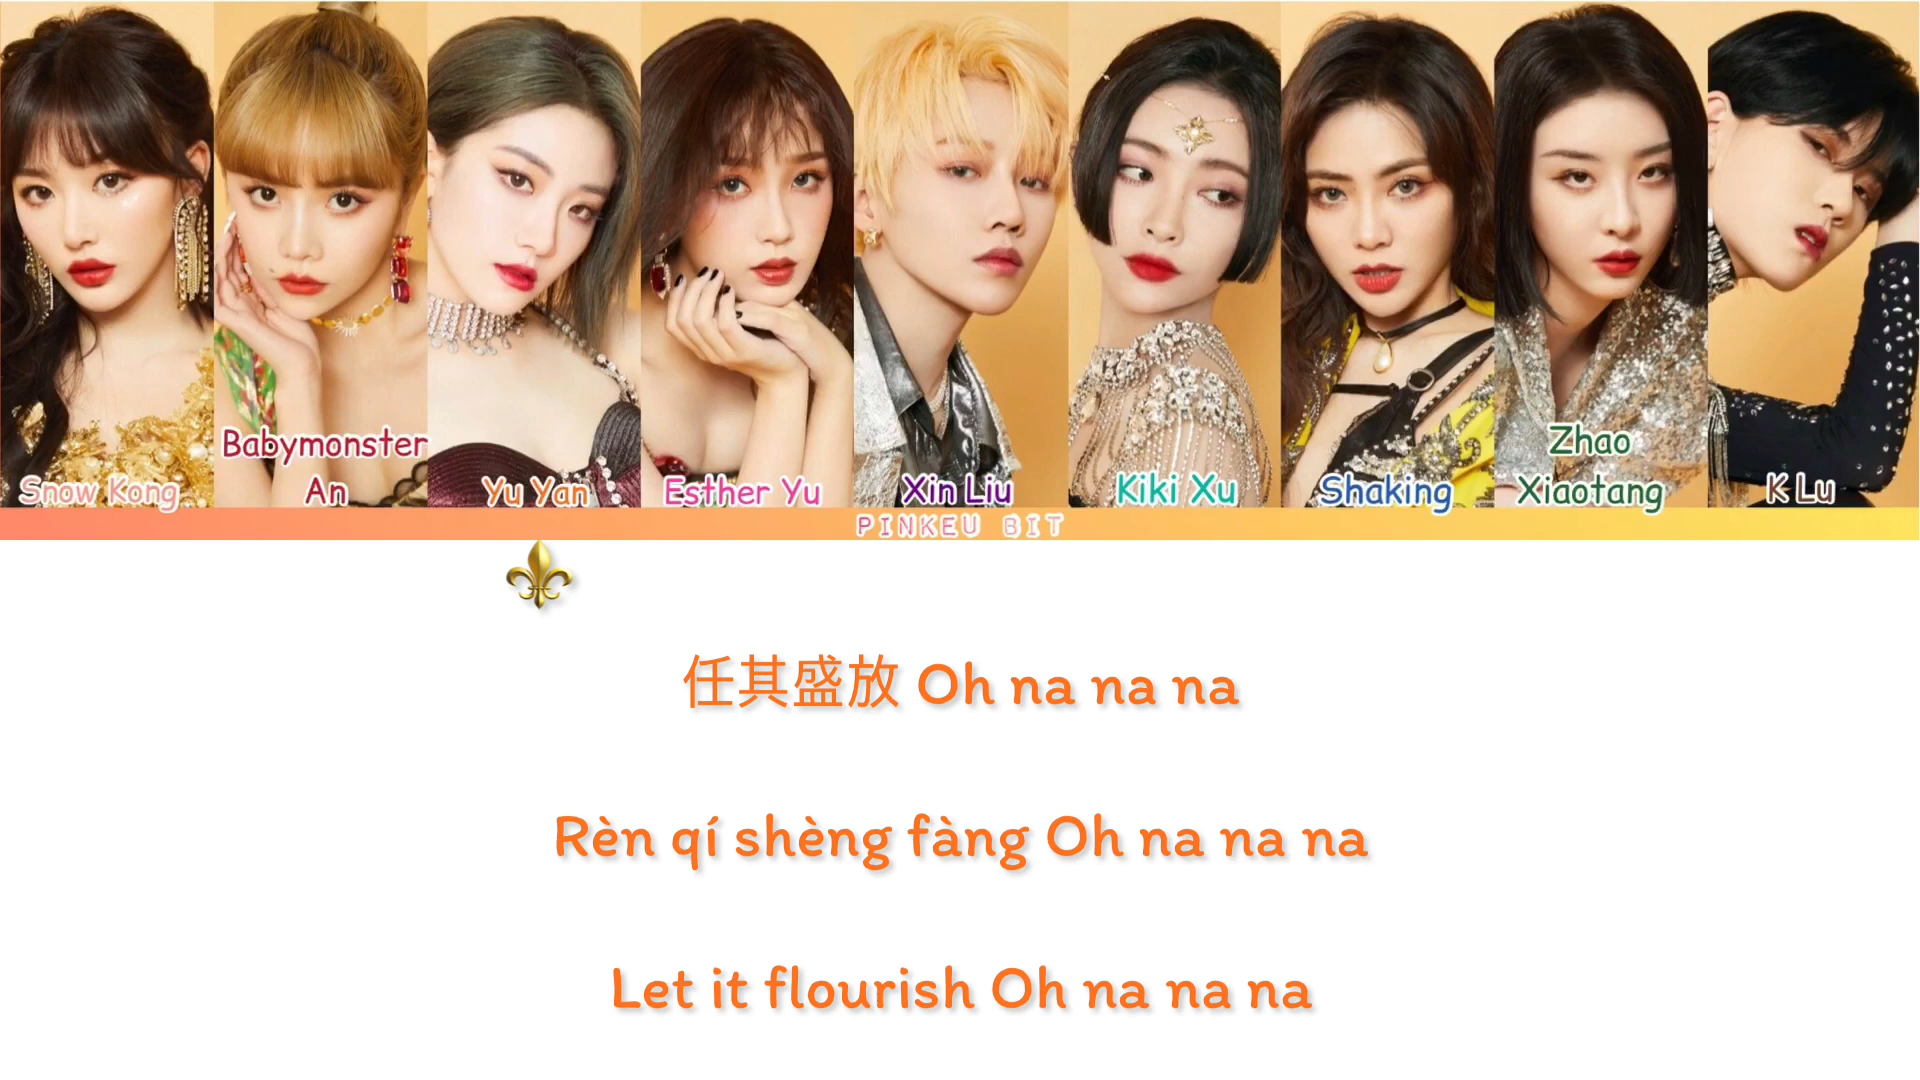 Snow Kong
Babymonster
An
Yu Yan
Esther Yu
Xin Liu
Kiki Xu
Shaking
Zhao
Xiaotang
K Lu
PINKEU BIT
任其盛放 Oh na na na
Rèn qí shèng fàng Oh na na na
Let it flourish Oh na na na